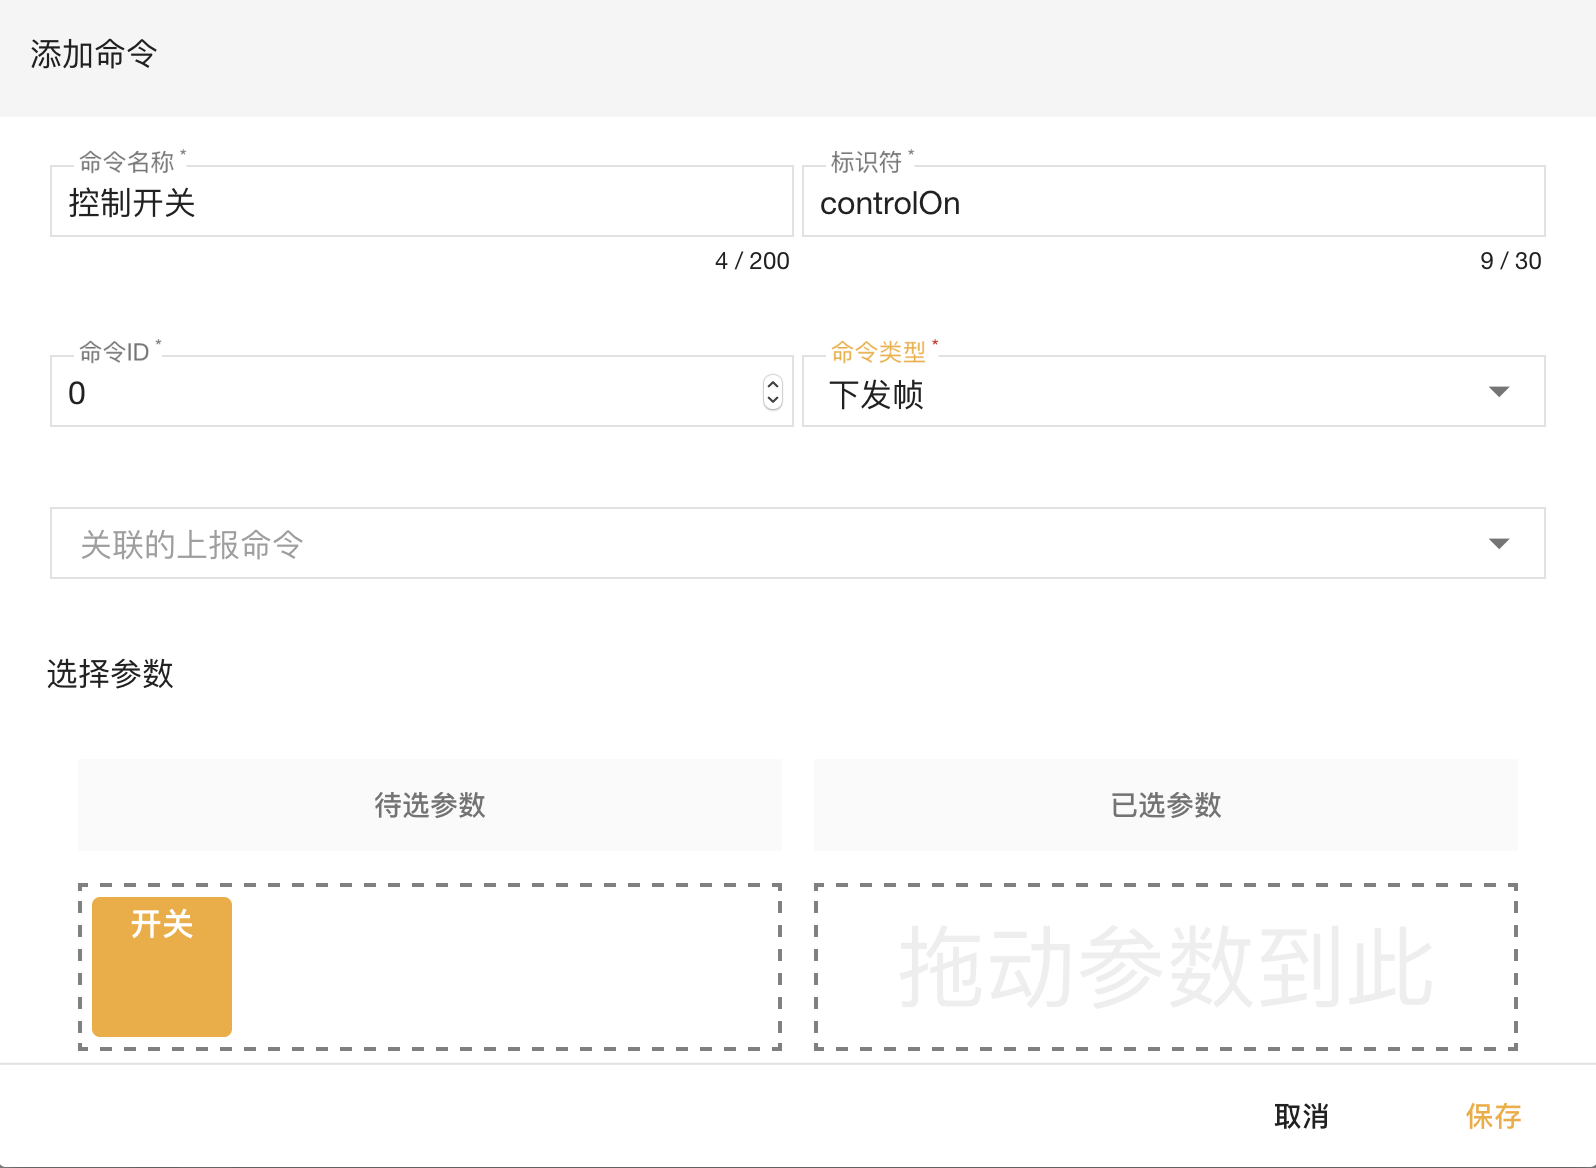 添加命令
命令名称 *
控制开关
4 / 200
标识符 *
controlOn
9 / 30
命令ID *
0
命令类型 *
下发帧
关联的上报命令
选择参数
待选参数
已选参数
开关
拖动参数到此
取消
保存